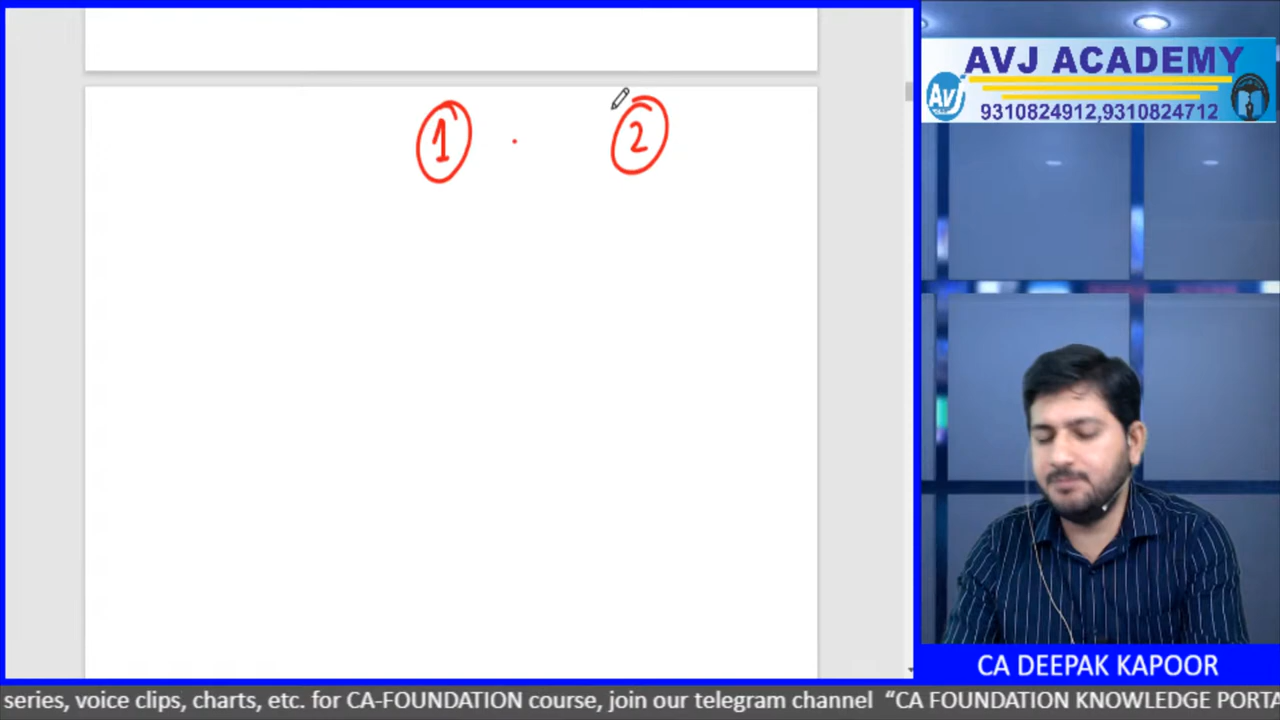 1 . 2
AVJ ACADEMY
AV
9310824912,9310824712
CA DEEPAK KAPOOR
series, voice clips, charts, etc. for CA-FOUNDATION course, join our telegram channel “CA FOUNDATION KNOWLEDGE PORTA